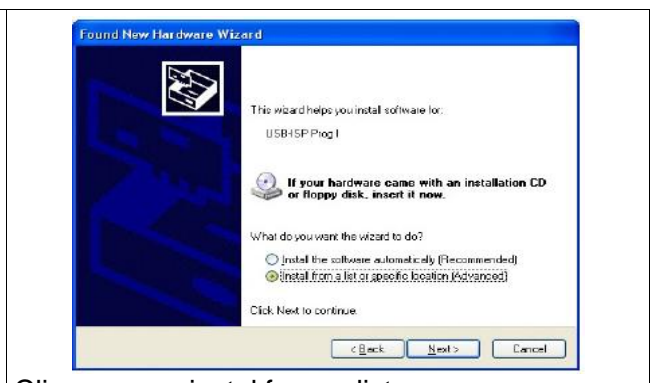 Found New Hardware Wizard
This wizard helps you install software for:
USB-ISP Prog I
If your hardware came with an installation CD
or floppy disk, insert it now.
What do you want the wizard to do?
Install the software automatically (Recommended)
Install from a list or specific location (Advanced)
Click Next to continue.
< Back
Next >
Cancel